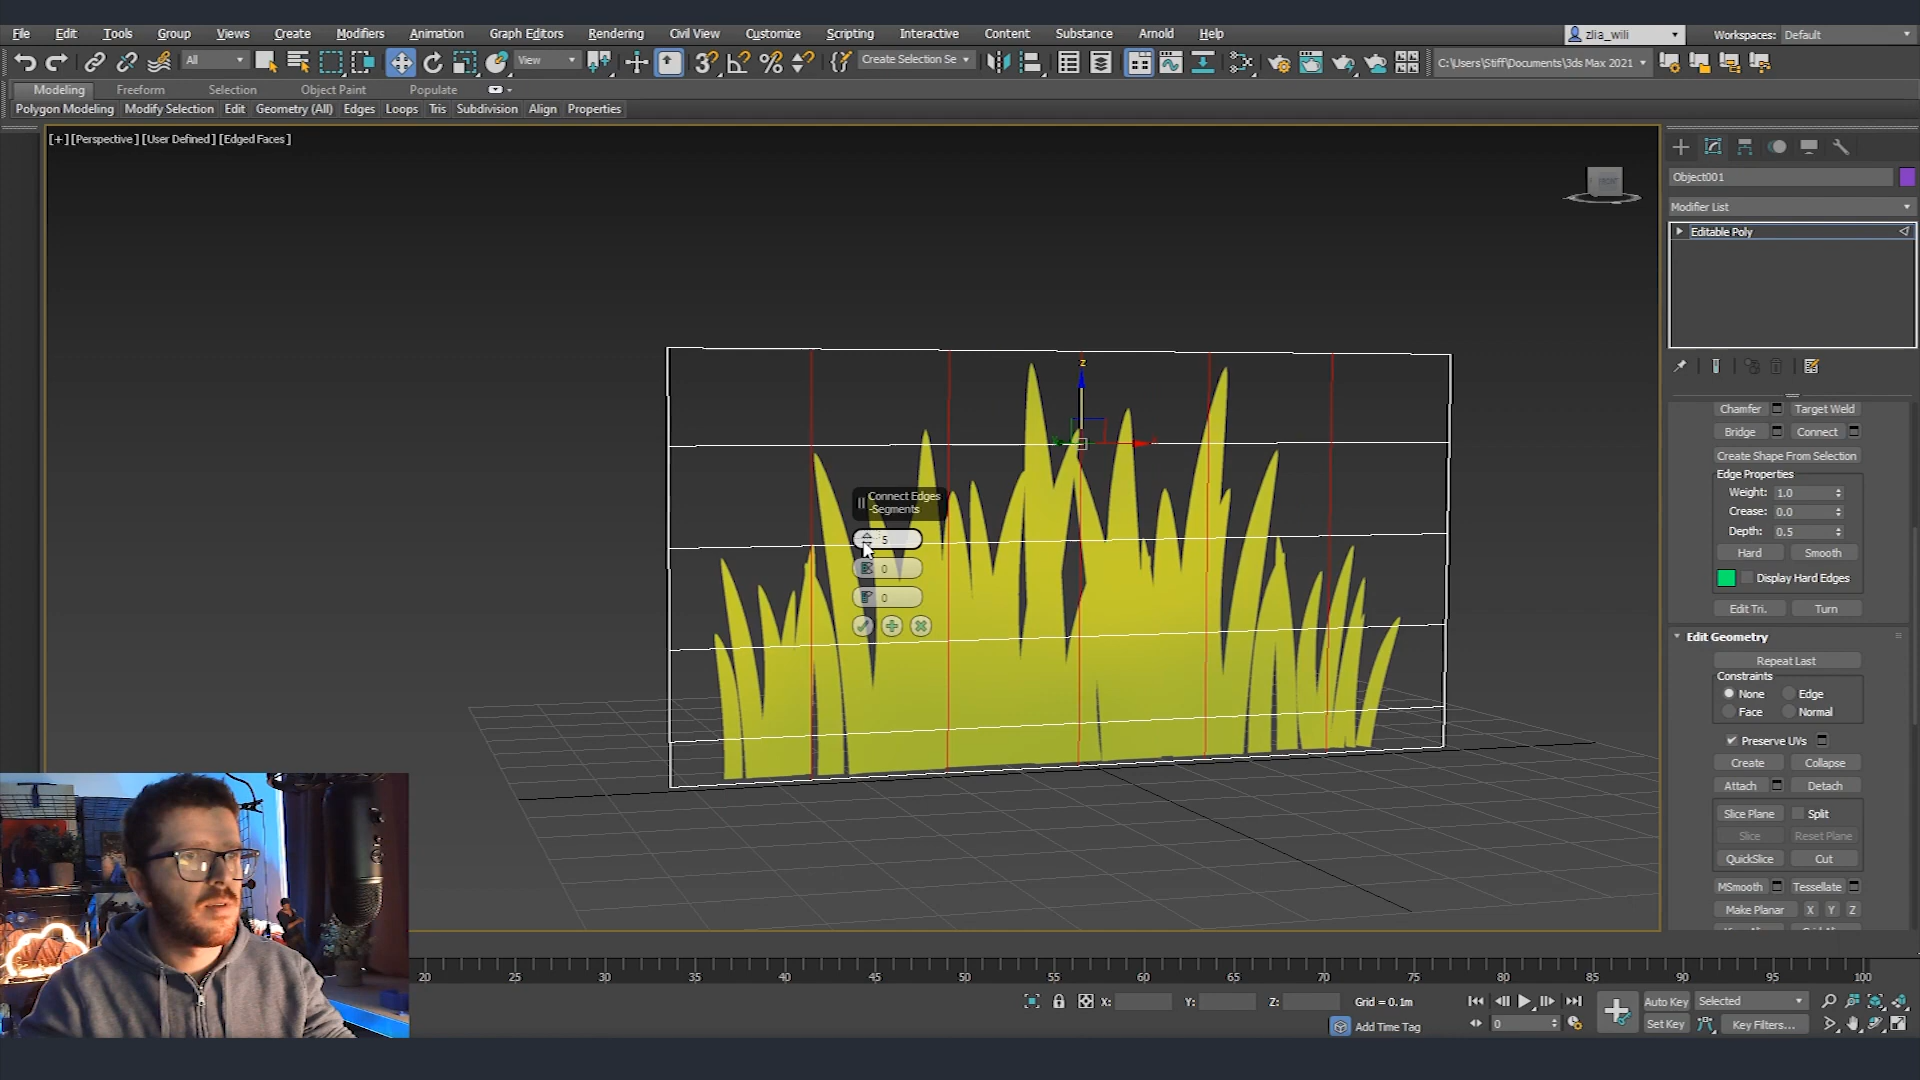 File Edit Tools Group Views Create Modifiers Animation Graph Editors Rendering Civil View Customize Scripting Interactive Content Substance Arnold Help zlia_wili Workspaces: Default
All View Create Selection Se C:\Users\Stiff\Documents\3ds Max 2021
Modeling Freeform Selection Object Paint Populate
Polygon Modeling Modify Selection Edit Geometry (All) Edges Loops Tris Subdivision Align Properties
[+] [Perspective] [User Defined] [Edged Faces]
FRONT
Object001
Modifier List
Editable Poly
Chamfer Target Weld
Bridge Connect
Create Shape From Selection
Edge Properties
Weight: 1.0
Crease: 0.0
Depth: 0.5
Hard Smooth
Display Hard Edges
Edit Tri. Turn
Edit Geometry
Repeat Last
Constraints
None Edge
Face Normal
Preserve UVs
Create Collapse
Attach Detach
Slice Plane Split
Slice Reset Plane
QuickSlice Cut
MSmooth Tessellate
Make Planar X Y Z
z
x
Connect Edges
-Segments
5
0
0
20 25 30 35 40 45 50 55 60 65 70 75 80 85 90 95 100
X: Y: Z: Grid = 0.1m
Add Time Tag
0
Auto Key Selected
Set Key Key Filters...